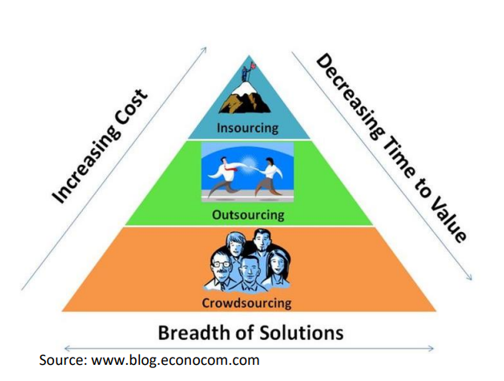 Increasing Cost
Decreasing Time to Value
Insourcing
Outsourcing
Crowdsourcing
Breadth of Solutions
Source: www.blog.econocom.com